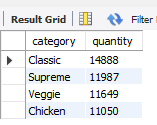 Result Grid Filter
category quantity
Classic 14888
Supreme 11987
Veggie 11649
Chicken 11050